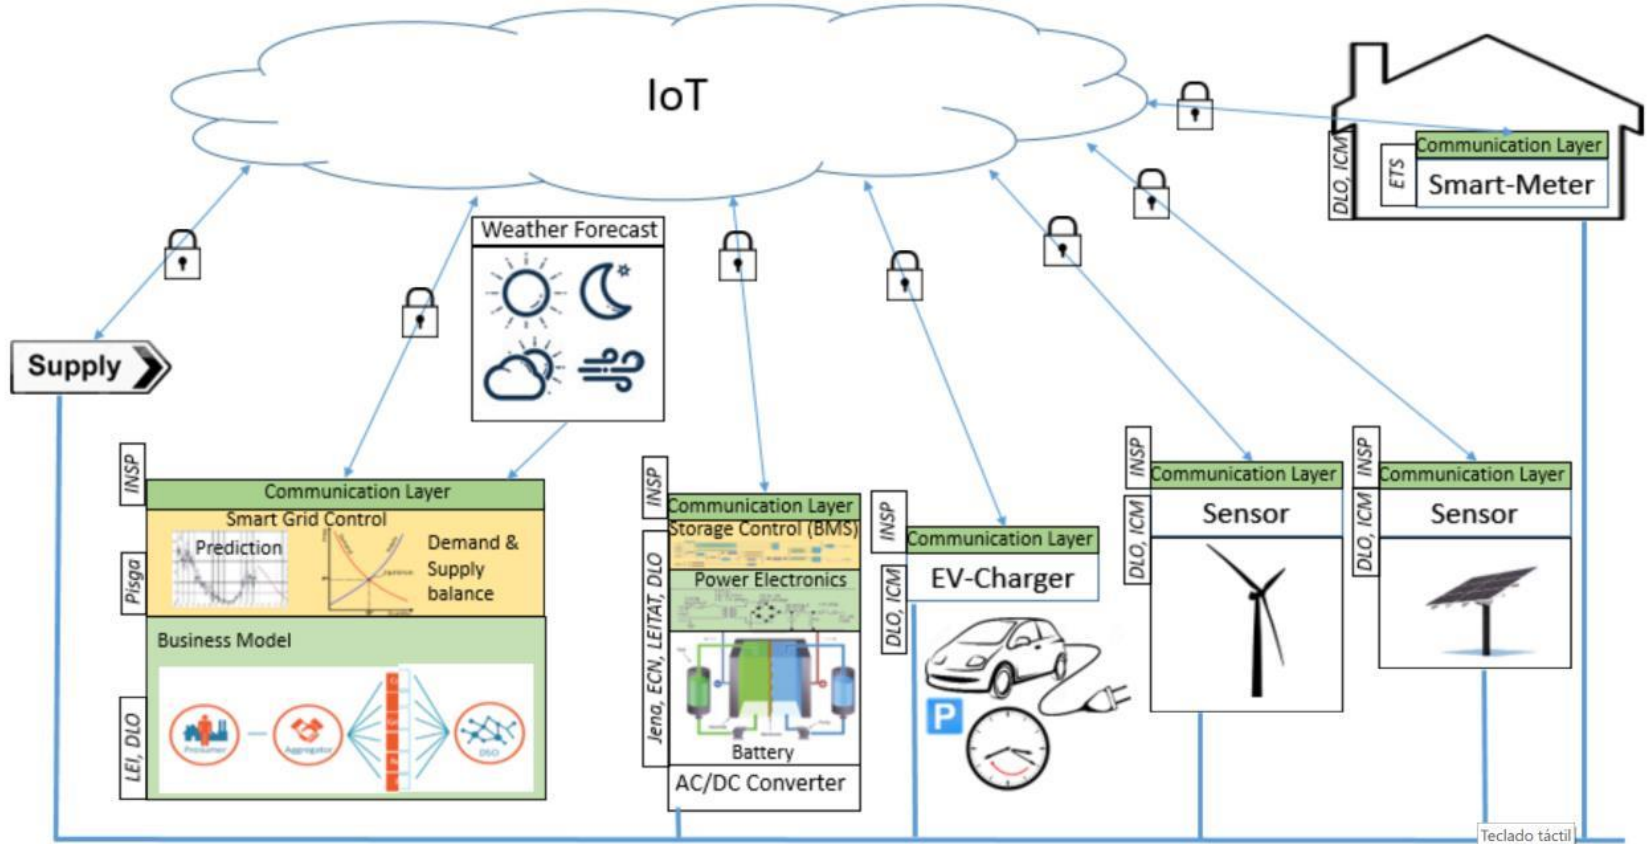 IoT
Communication Layer
Smart-Meter
DLO, ICM
ETS
Weather Forecast
Supply
INSP
Communication Layer
Smart Grid Control
Prediction
Demand &
Supply
balance
Pisga
Business Model
Prosumer
Aggregator
DSO
LEI, DLO
INSP
Communication Layer
Storage Control (BMS)
Power Electronics
Battery
AC/DC Converter
Jena, ECN, LEITAT, DLO
INSP
Communication Layer
EV-Charger
DLO, ICM
P
INSP
Communication Layer
Sensor
DLO, ICM
INSP
Communication Layer
Sensor
DLO, ICM
Teclado táctil